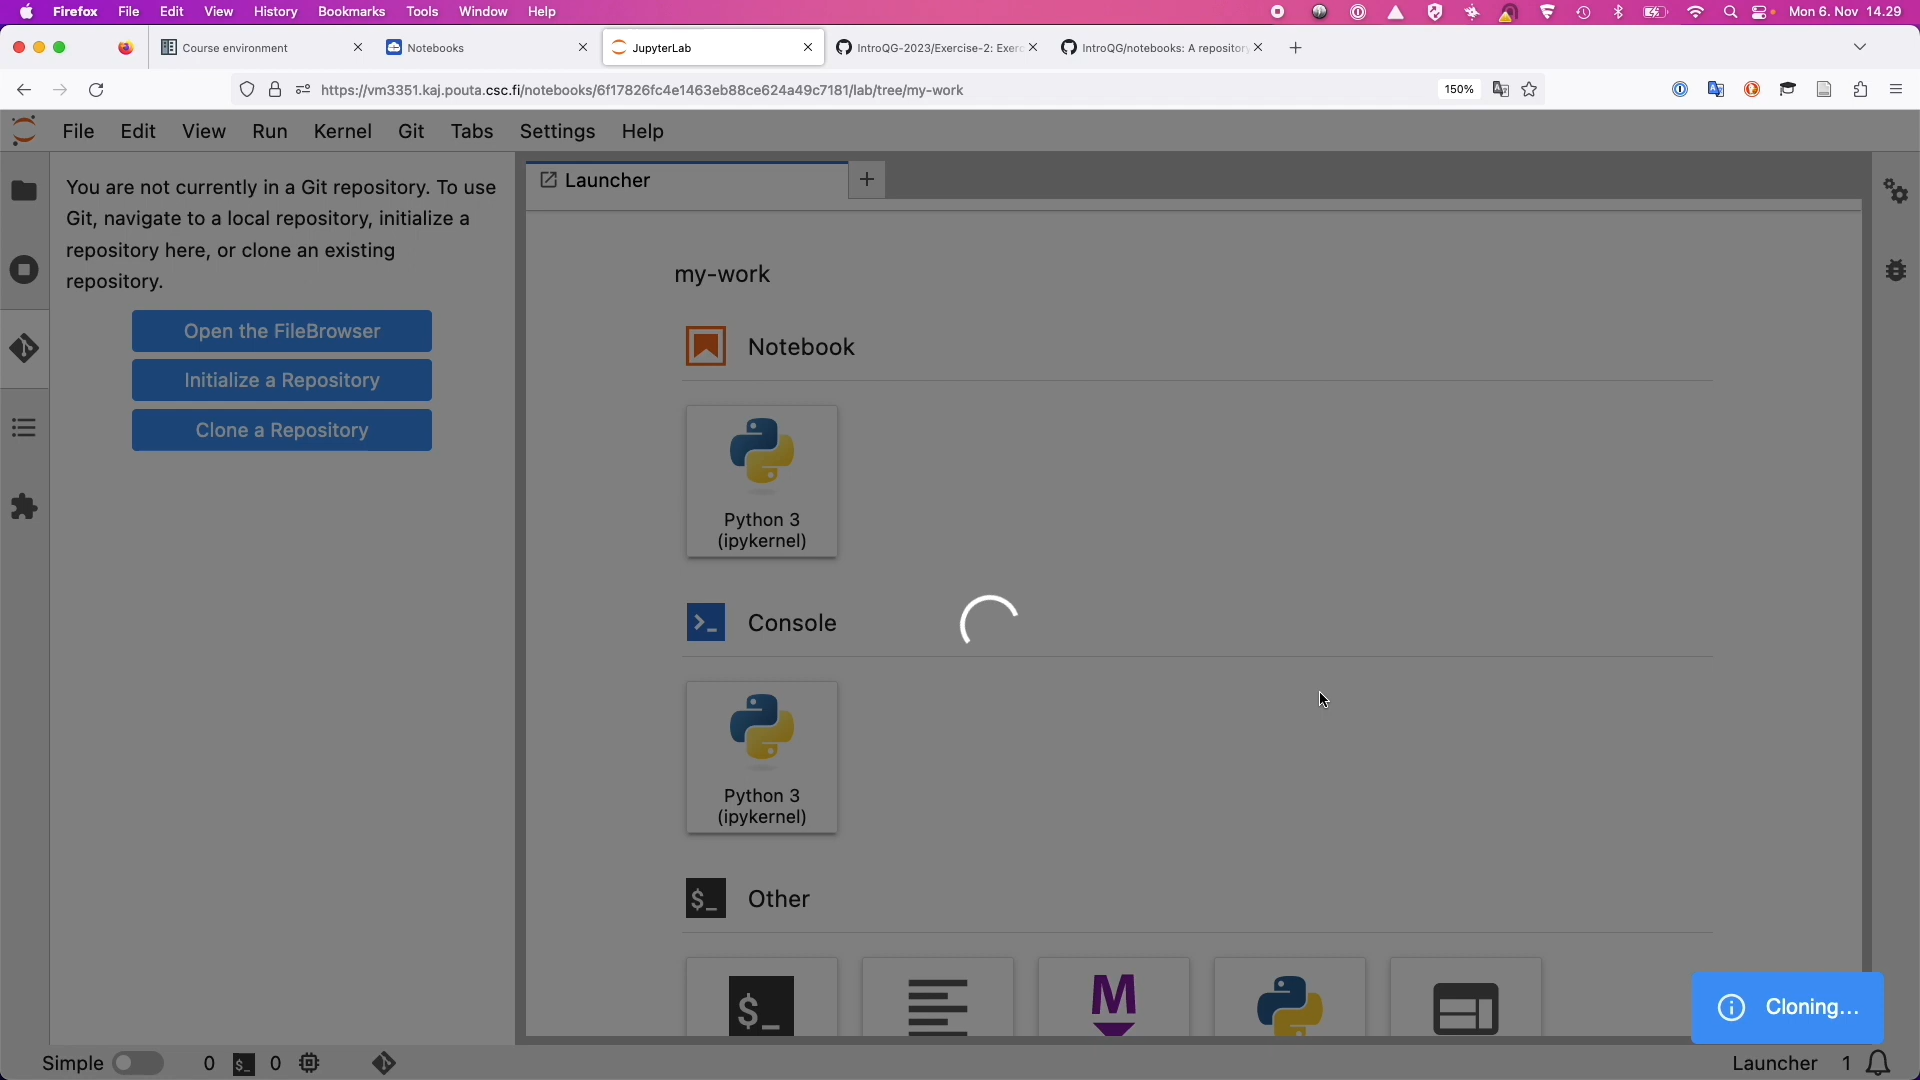 Firefox File Edit View History Bookmarks Tools Window Help Mon 6. Nov 14.29
Course environment Notebooks JupyterLab IntroQG-2023/Exercise-2: Exerc IntroQG/notebooks: A repository
https://vm3351.kaj.pouta.csc.fi/notebooks/6f17826fc4e1463eb88ce624a49c7181/lab/tree/my-work 150%
File Edit View Run Kernel Git Tabs Settings Help
You are not currently in a Git repository. To use
Git, navigate to a local repository, initialize a
repository here, or clone an existing
repository.
Open the FileBrowser
Initialize a Repository
Clone a Repository
Launcher
my-work
Notebook
Python 3
(ipykernel)
>_ Console
Python 3
(ipykernel)
$_ Other
$_ M
Cloning...
Simple 0 $_ 0 Launcher 1